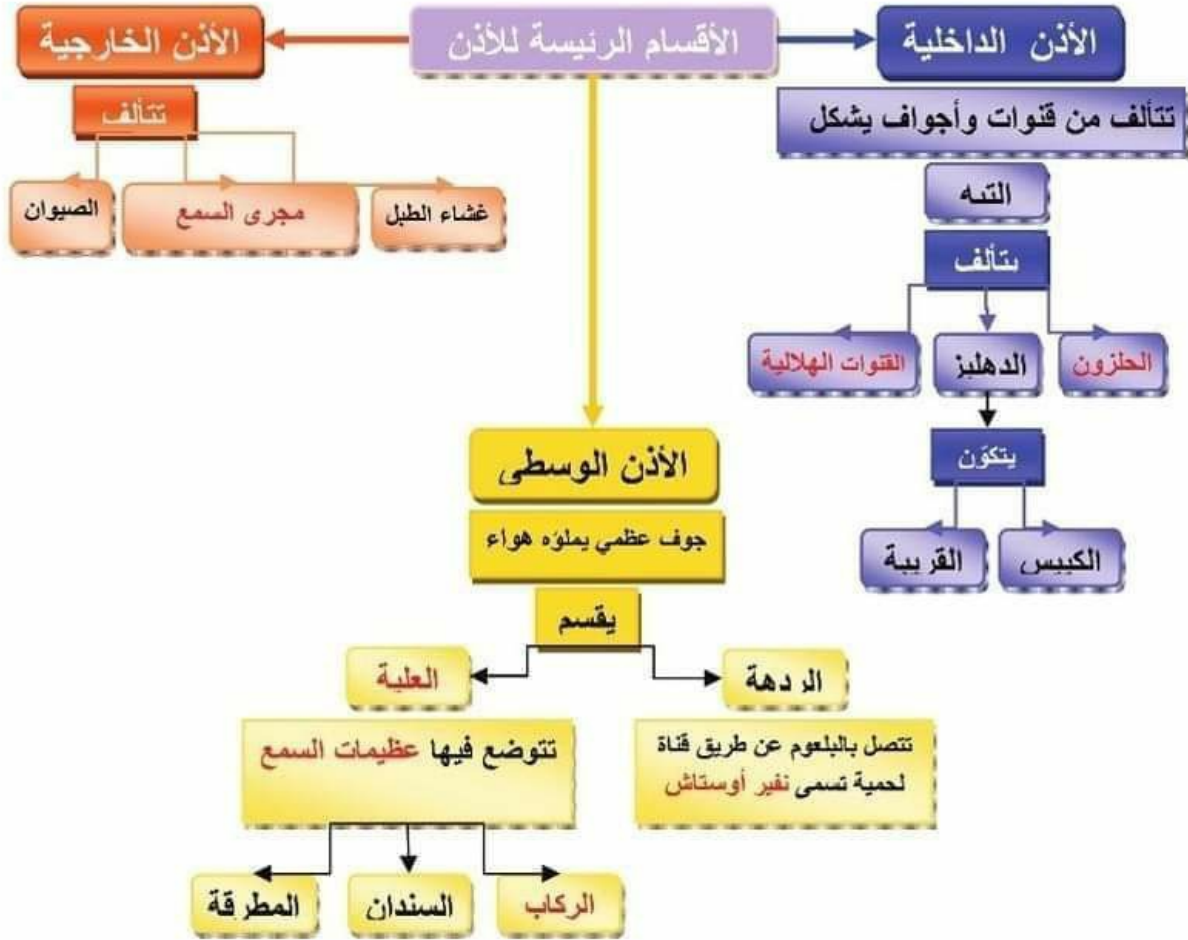 الأقسام الرئيسة للأذن
الأذن الداخلية
تتألف من قنوات وأجواف يشكل
التيه
يتألف
الحلزون
الدهليز
القنوات الهلالية
يتكوّن
الكييس
القريبة
الأذن الخارجية
تتألف
غشاء الطبل
مجرى السمع
الصيوان
الأذن الوسطى
جوف عظمي يملؤه هواء
يقسم
الردهة
تتصل بالبلعوم عن طريق قناة
لحمية تسمى نفير أوستاش
العلبة
تتوضع فيها عظيمات السمع
الركاب
السندان
المطرقة